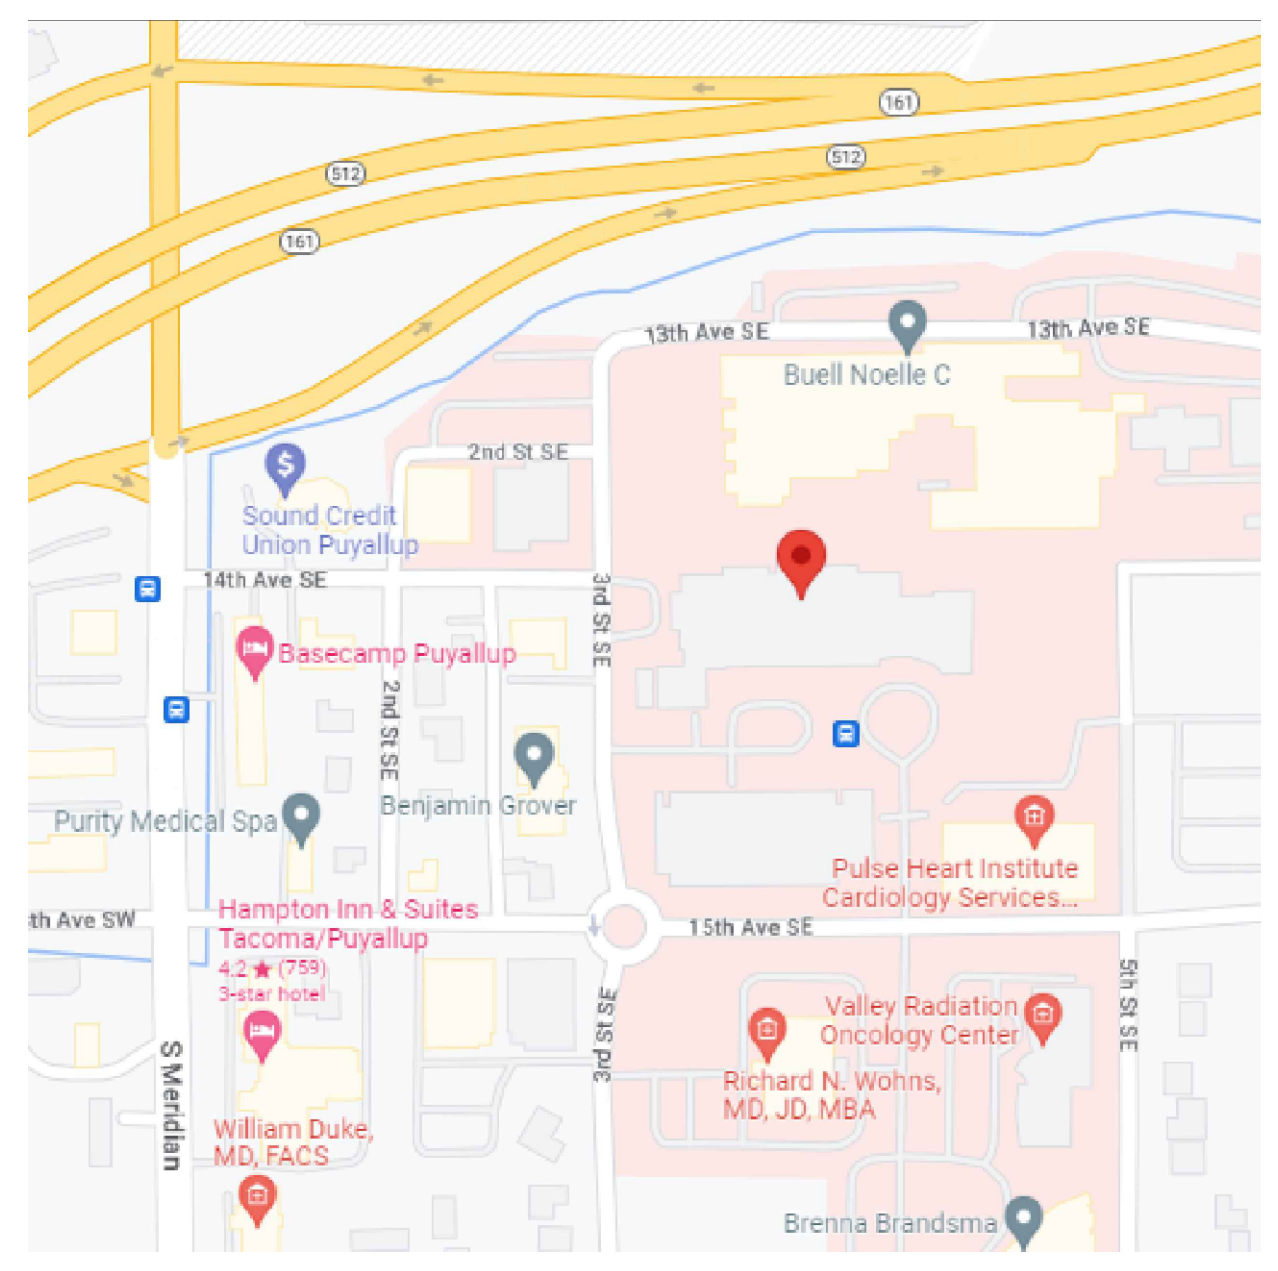 161
512
512
161
13th Ave SE
13th Ave SE
Buell Noelle C
2nd St SE
$
Sound Credit
Union Puyallup
14th Ave SE
3rd St SE
Basecamp Puyallup
2nd St SE
Benjamin Grover
Purity Medical Spa
Pulse Heart Institute
Cardiology Services...
Hampton Inn & Suites
Tacoma/Puyallup
4.2 ★ (759)
3-star hotel
th Ave SW
15th Ave SE
5th St SE
3rd St SE
Valley Radiation
Oncology Center
S Meridian
Richard N. Wohns,
MD, JD, MBA
William Duke,
MD, FACS
Brenna Brandsma